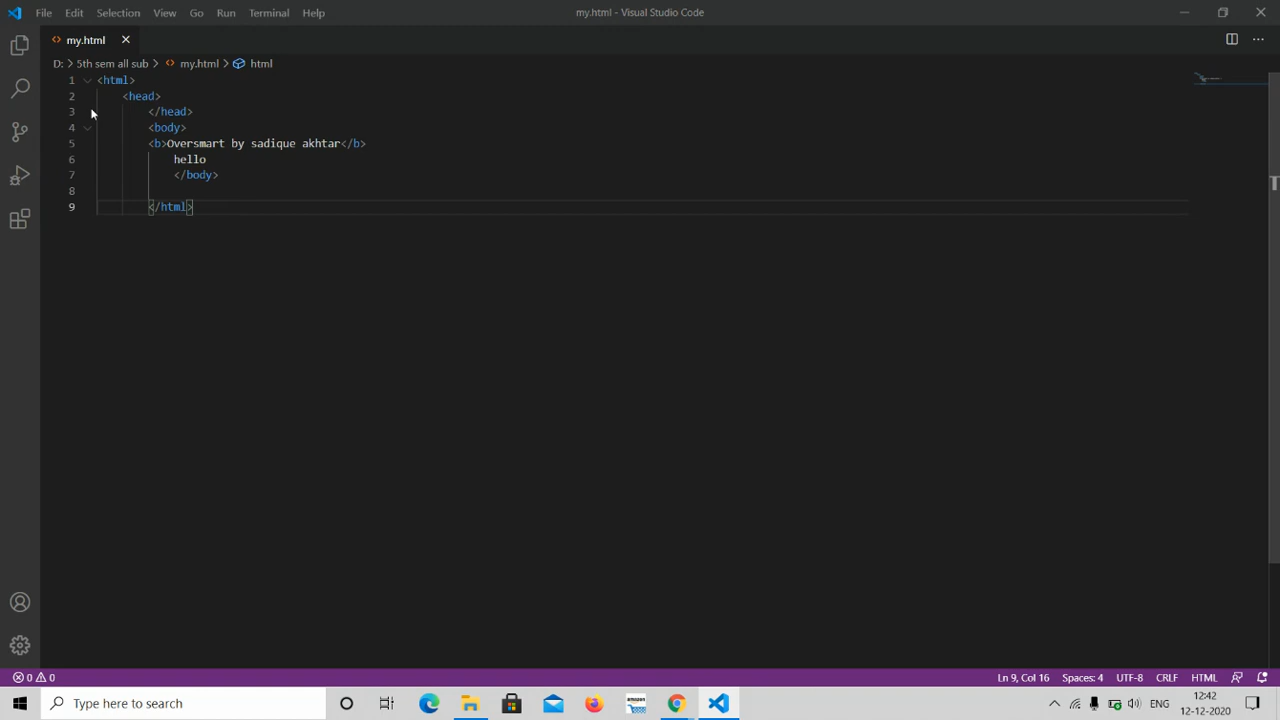 File Edit Selection View Go Run Terminal Help my.html - Visual Studio Code
my.html
D: > 5th sem all sub > my.html > html
1 <html>
2 <head>
3 </head>
4 <body>
5 <b>Oversmart by sadique akhtar</b>
6 hello
7 </body>
8
9 </html>
0 0 Ln 9, Col 16 Spaces: 4 UTF-8 CRLF HTML
Type here to search amazon ENG 12:42
12-12-2020